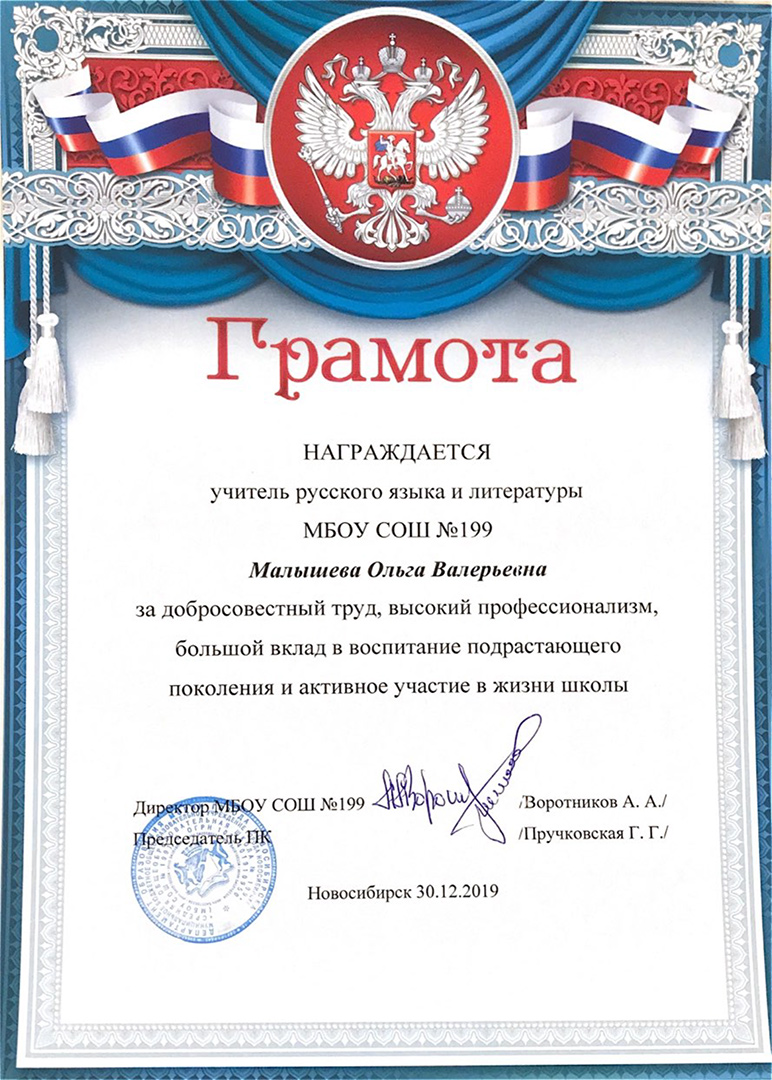 Грамота
НАГРАЖДАЕТСЯ
учитель русского языка и литературы
МБОУ СОШ №199
Малышева Ольга Валерьевна
за добросовестный труд, высокий профессионализм,
большой вклад в воспитание подрастающего
поколения и активное участие в жизни школы
Директор МБОУ СОШ №199 /Воротников А. А./
Председатель ПК /Пручковская Г. Г./
Новосибирск 30.12.2019